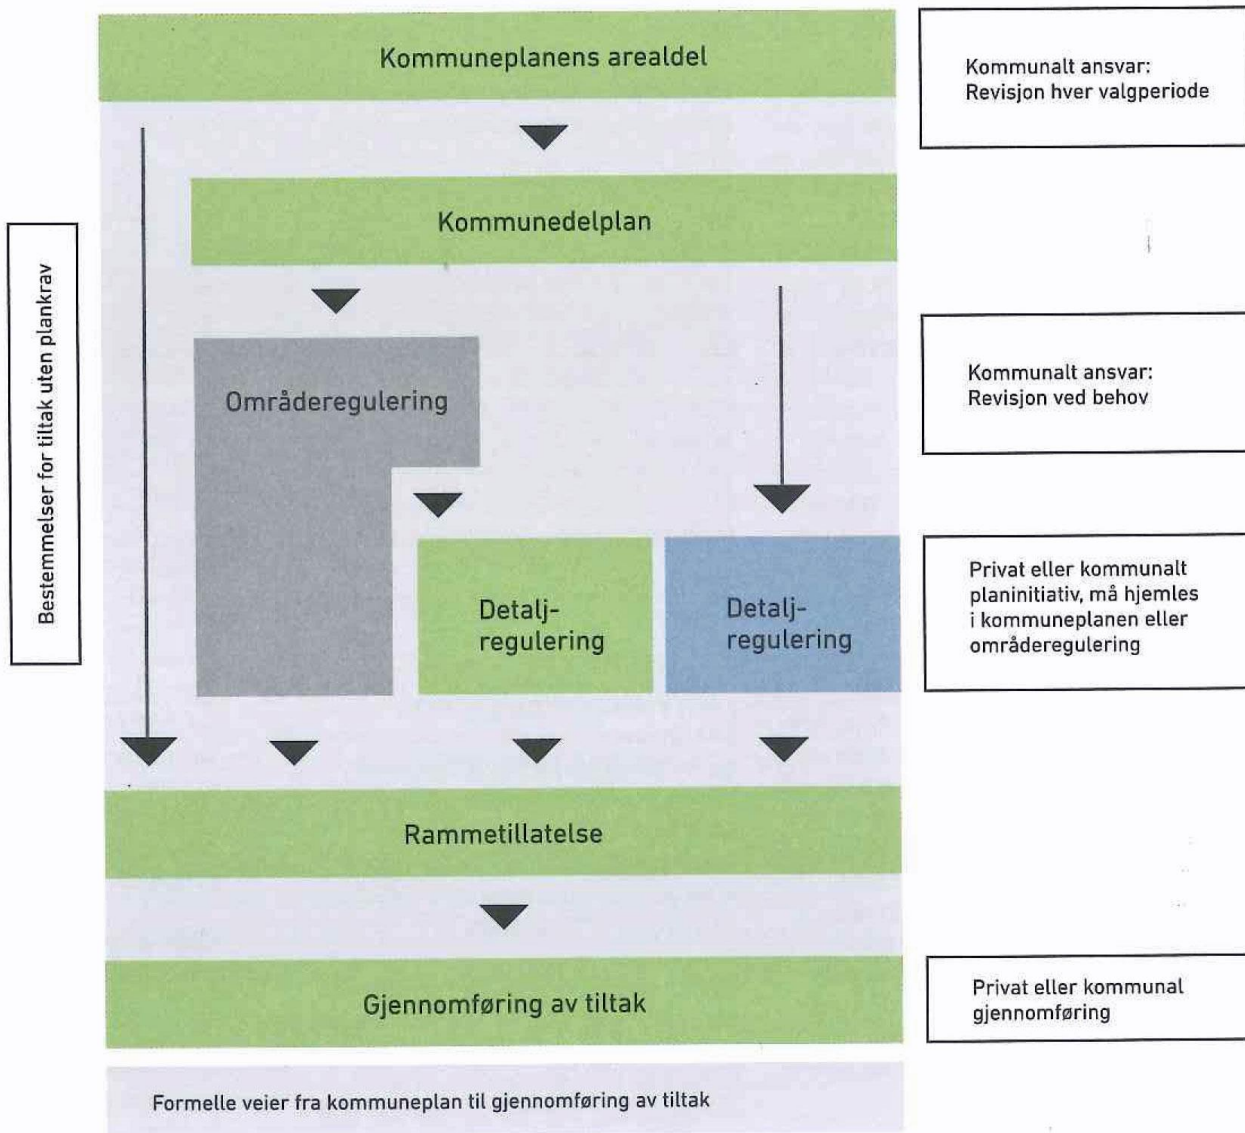 Kommuneplanens arealdel
Kommunalt ansvar:
Revisjon hver valgperiode
Kommunedelplan
Bestemmelser for tiltak uten plankrav
Områderegulering
Kommunalt ansvar:
Revisjon ved behov
Detalj-
regulering
Detalj-
regulering
Privat eller kommunalt
planinitiativ, må hjemles
i kommuneplanen eller
områderegulering
Rammetillatelse
Gjennomføring av tiltak
Privat eller kommunal
gjennomføring
Formelle veier fra kommuneplan til gjennomføring av tiltak